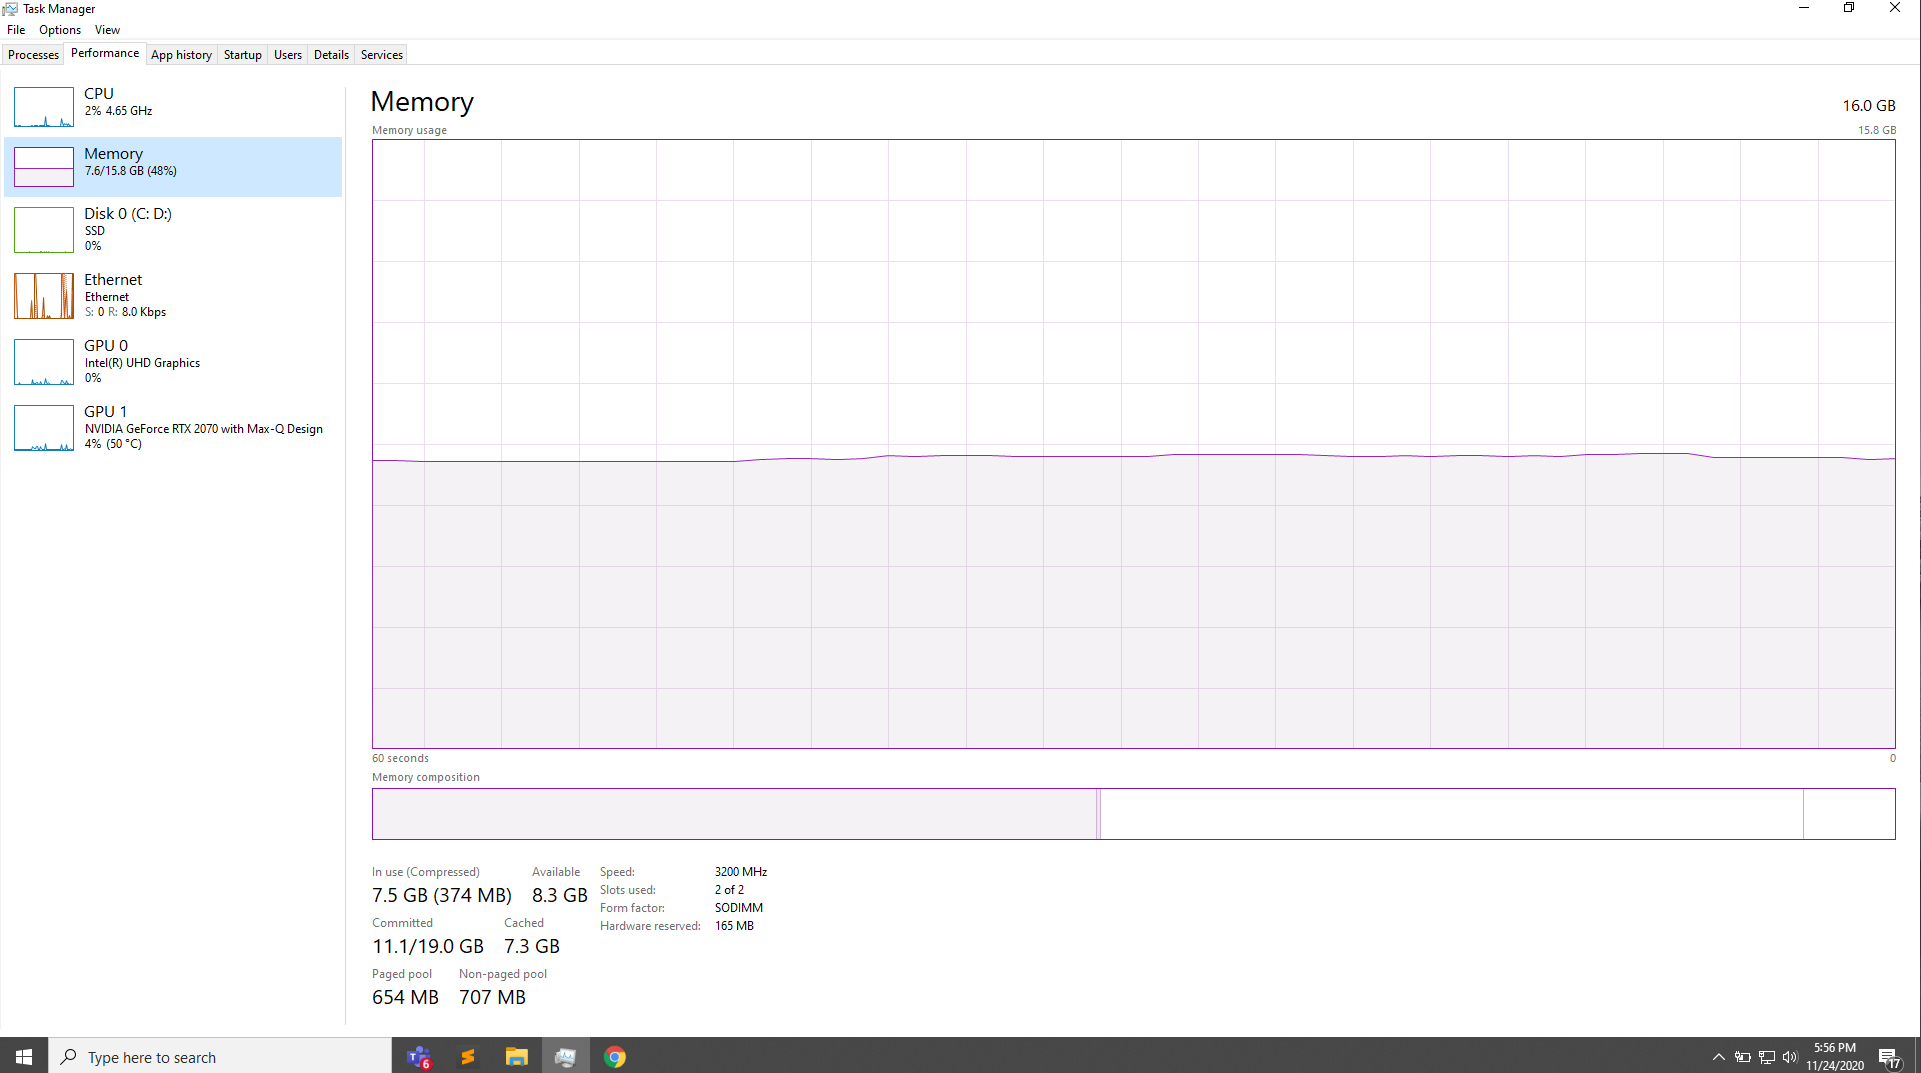 Task Manager
File Options View
Processes Performance App history Startup Users Details Services
CPU
2% 4.65 GHz
Memory
7.6/15.8 GB (48%)
Disk 0 (C: D:)
SSD
0%
Ethernet
Ethernet
S: 0 R: 8.0 Kbps
GPU 0
Intel(R) UHD Graphics
0%
GPU 1
NVIDIA GeForce RTX 2070 with Max-Q Design
4% (50 °C)
Memory 16.0 GB
Memory usage 15.8 GB
60 seconds 0
Memory composition
In use (Compressed) Available
7.5 GB (374 MB) 8.3 GB
Committed Cached
11.1/19.0 GB 7.3 GB
Paged pool Non-paged pool
654 MB 707 MB
Speed: 3200 MHz
Slots used: 2 of 2
Form factor: SODIMM
Hardware reserved: 165 MB
Type here to search
T 6
5:56 PM
11/24/2020
17